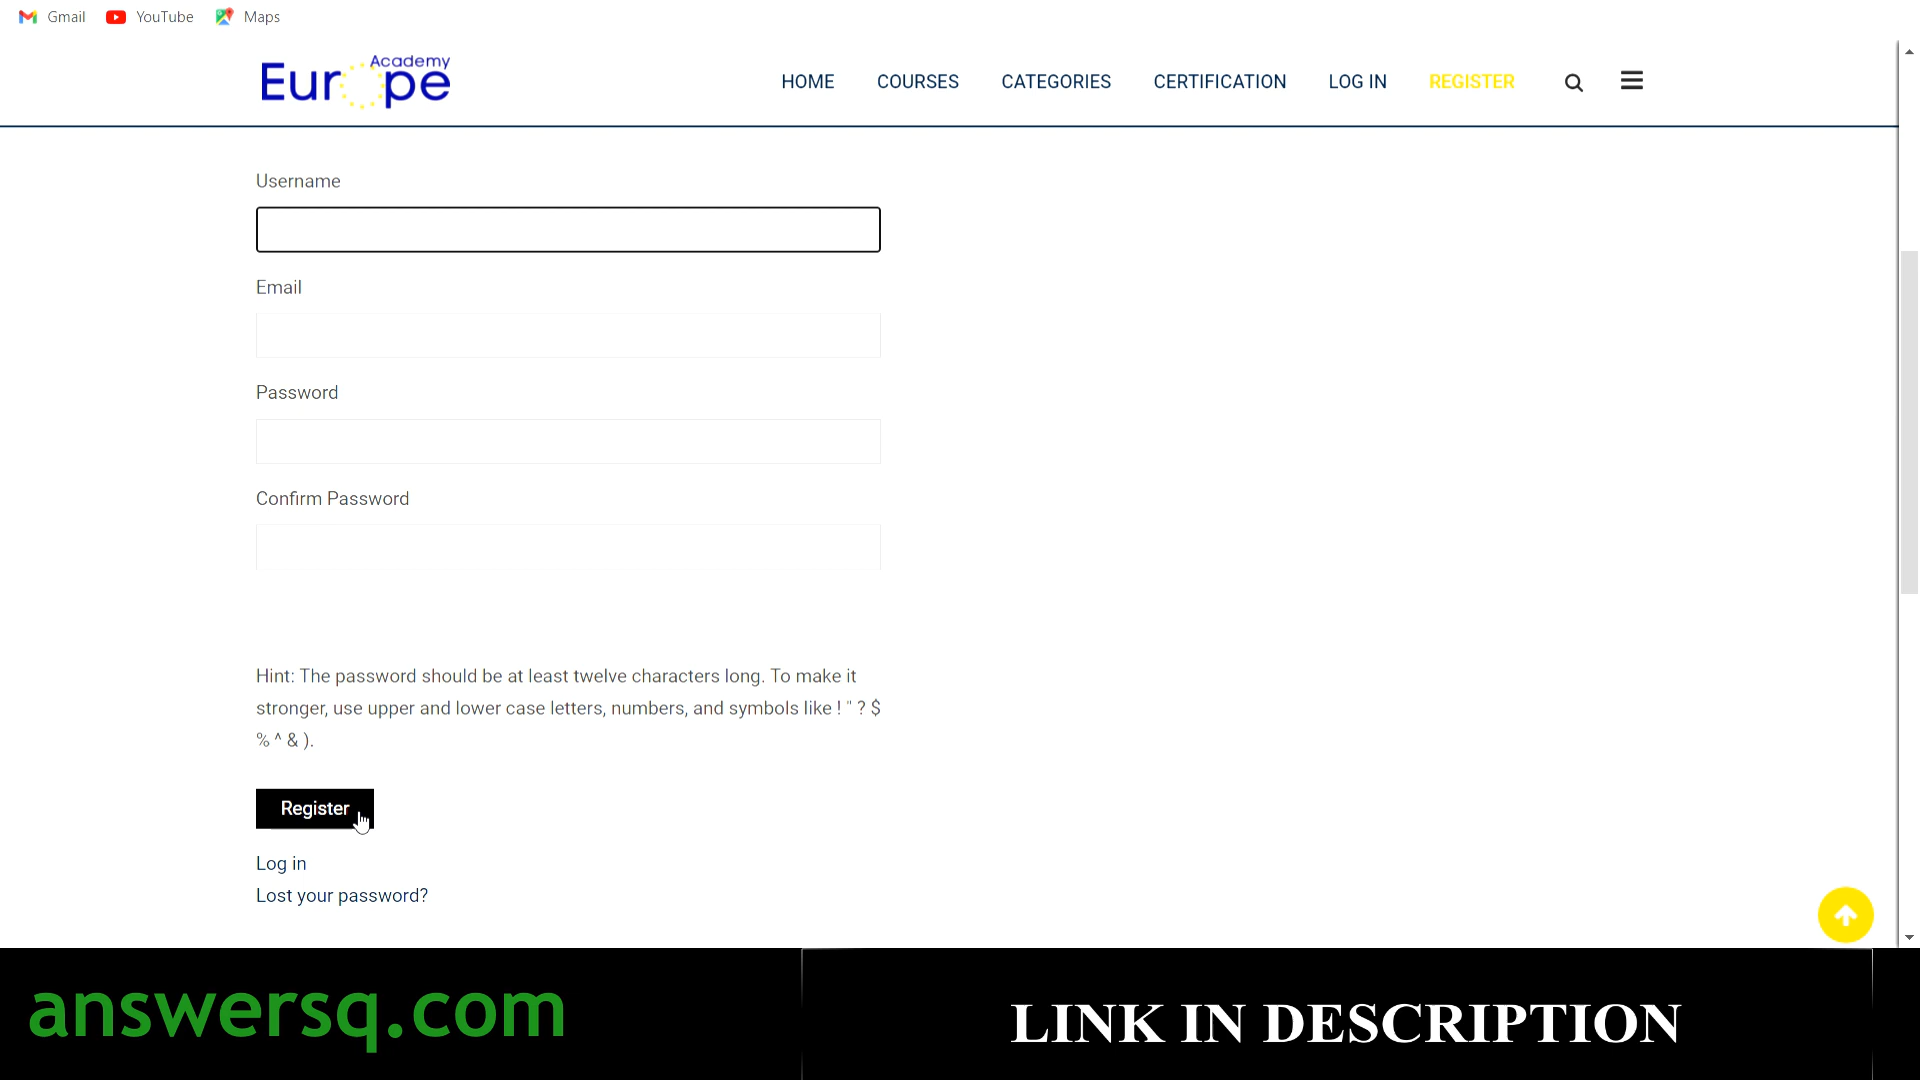 Gmail YouTube Maps
Academy
Europe
HOME COURSES CATEGORIES CERTIFICATION LOG IN REGISTER
Username
Email
Password
Confirm Password
Hint: The password should be at least twelve characters long. To make it
stronger, use upper and lower case letters, numbers, and symbols like ! " ? $
% ^ & ).
Register
Log in
Lost your password?
answersq.com
LINK IN DESCRIPTION